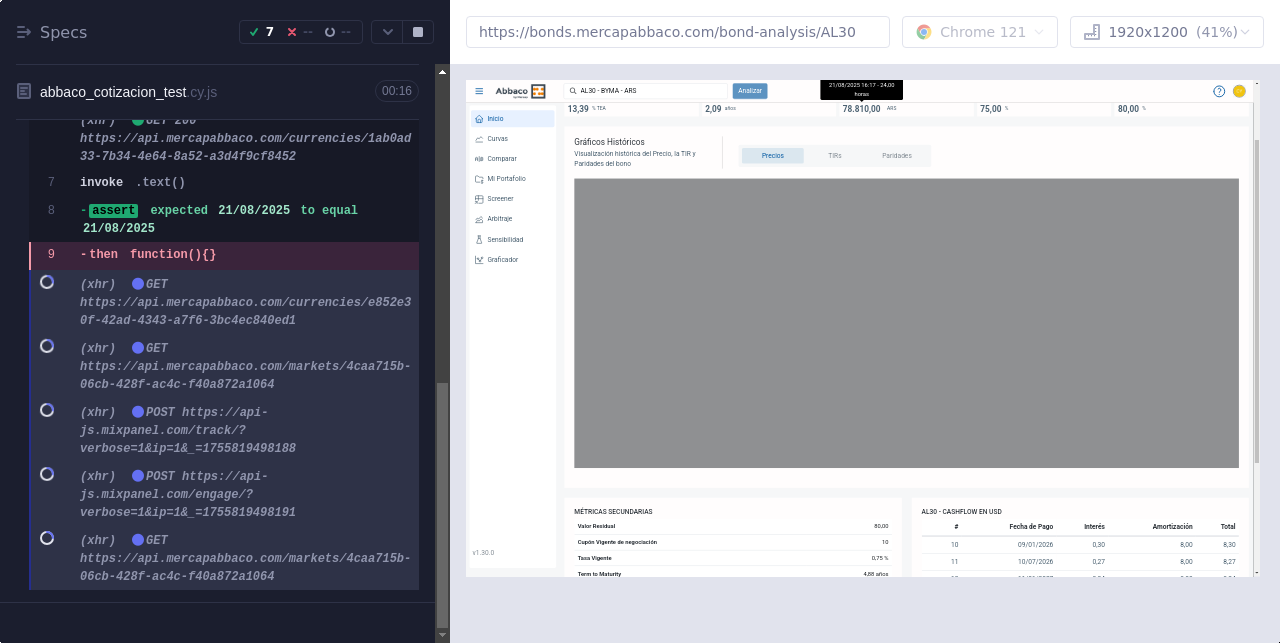 Specs
7
--
--
https://bonds.mercapabbaco.com/bond-analysis/AL30
Chrome 121
1920x1200 (41%)
abbaco_cotizacion_test.cy.js
00:16
(xhr) GET 200
https://api.mercapabbaco.com/currencies/1ab0ad
33-7b34-4e64-8a52-a3d4f9cf8452
7 invoke .text()
8 -assert expected 21/08/2025 to equal
21/08/2025
9 -then function(){}
(xhr) GET
https://api.mercapabbaco.com/currencies/e852e3
0f-42ad-4343-a7f6-3bc4ec840ed1
(xhr) GET
https://api.mercapabbaco.com/markets/4caa715b-
06cb-428f-ac4c-f40a872a1064
(xhr) POST https://api-
js.mixpanel.com/track/?
verbose=1&ip=1&_=1755819498188
(xhr) POST https://api-
js.mixpanel.com/engage/?
verbose=1&ip=1&_=1755819498191
(xhr) GET
https://api.mercapabbaco.com/markets/4caa715b-
06cb-428f-ac4c-f40a872a1064
Abbaco
AL30 - BYMA - ARS
Analizar
21/08/2025 16:17 - 24,00
horas
13,39 % TEA
2,09 años
78.810,00 ARS
75,00 %
80,00 %
Inicio
Curvas
Comparar
Mi Portafolio
Screener
Arbitraje
Sensibilidad
Graficador
v1.30.0
Gráficos Históricos
Visualización histórica del Precio, la TIR y
Paridades del bono
Precios
TIRs
Paridades
MÉTRICAS SECUNDARIAS
Valor Residual 80,00
Cupón Vigente de negociación 10
Tasa Vigente 0,75 %
Term to Maturity 4,88 años
AL30 - CASHFLOW EN USD
# Fecha de Pago Interés Amortización Total
10 09/01/2026 0,30 8,00 8,30
11 10/07/2026 0,27 8,00 8,27